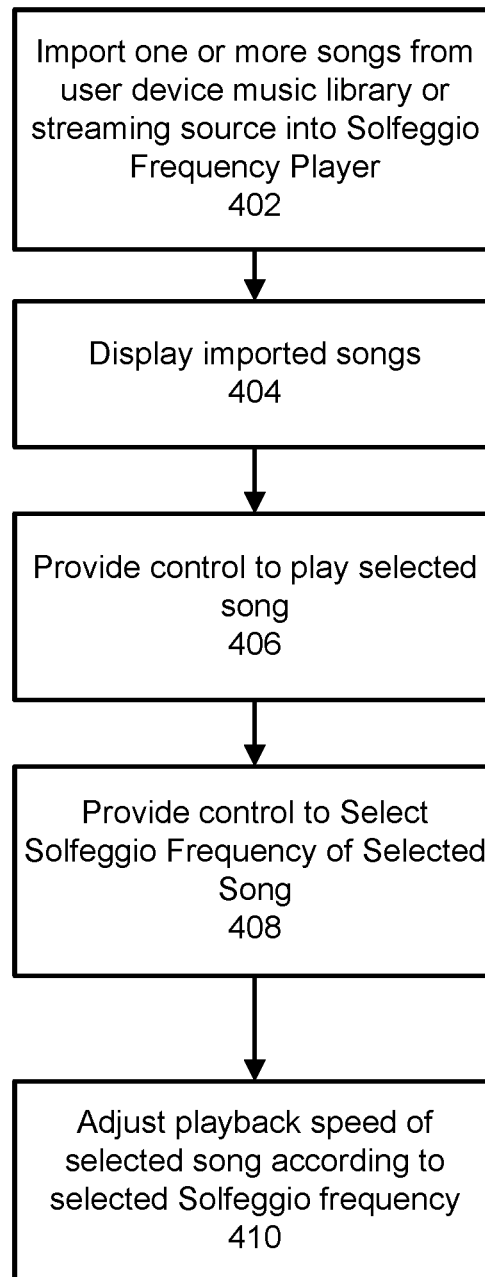 Import one or more songs from
user device music library or
streaming source into Solfeggio
Frequency Player
402
Display imported songs
404
Provide control to play selected
song
406
Provide control to Select
Solfeggio Frequency of Selected
Song
408
Adjust playback speed of
selected song according to
selected Solfeggio frequency
410